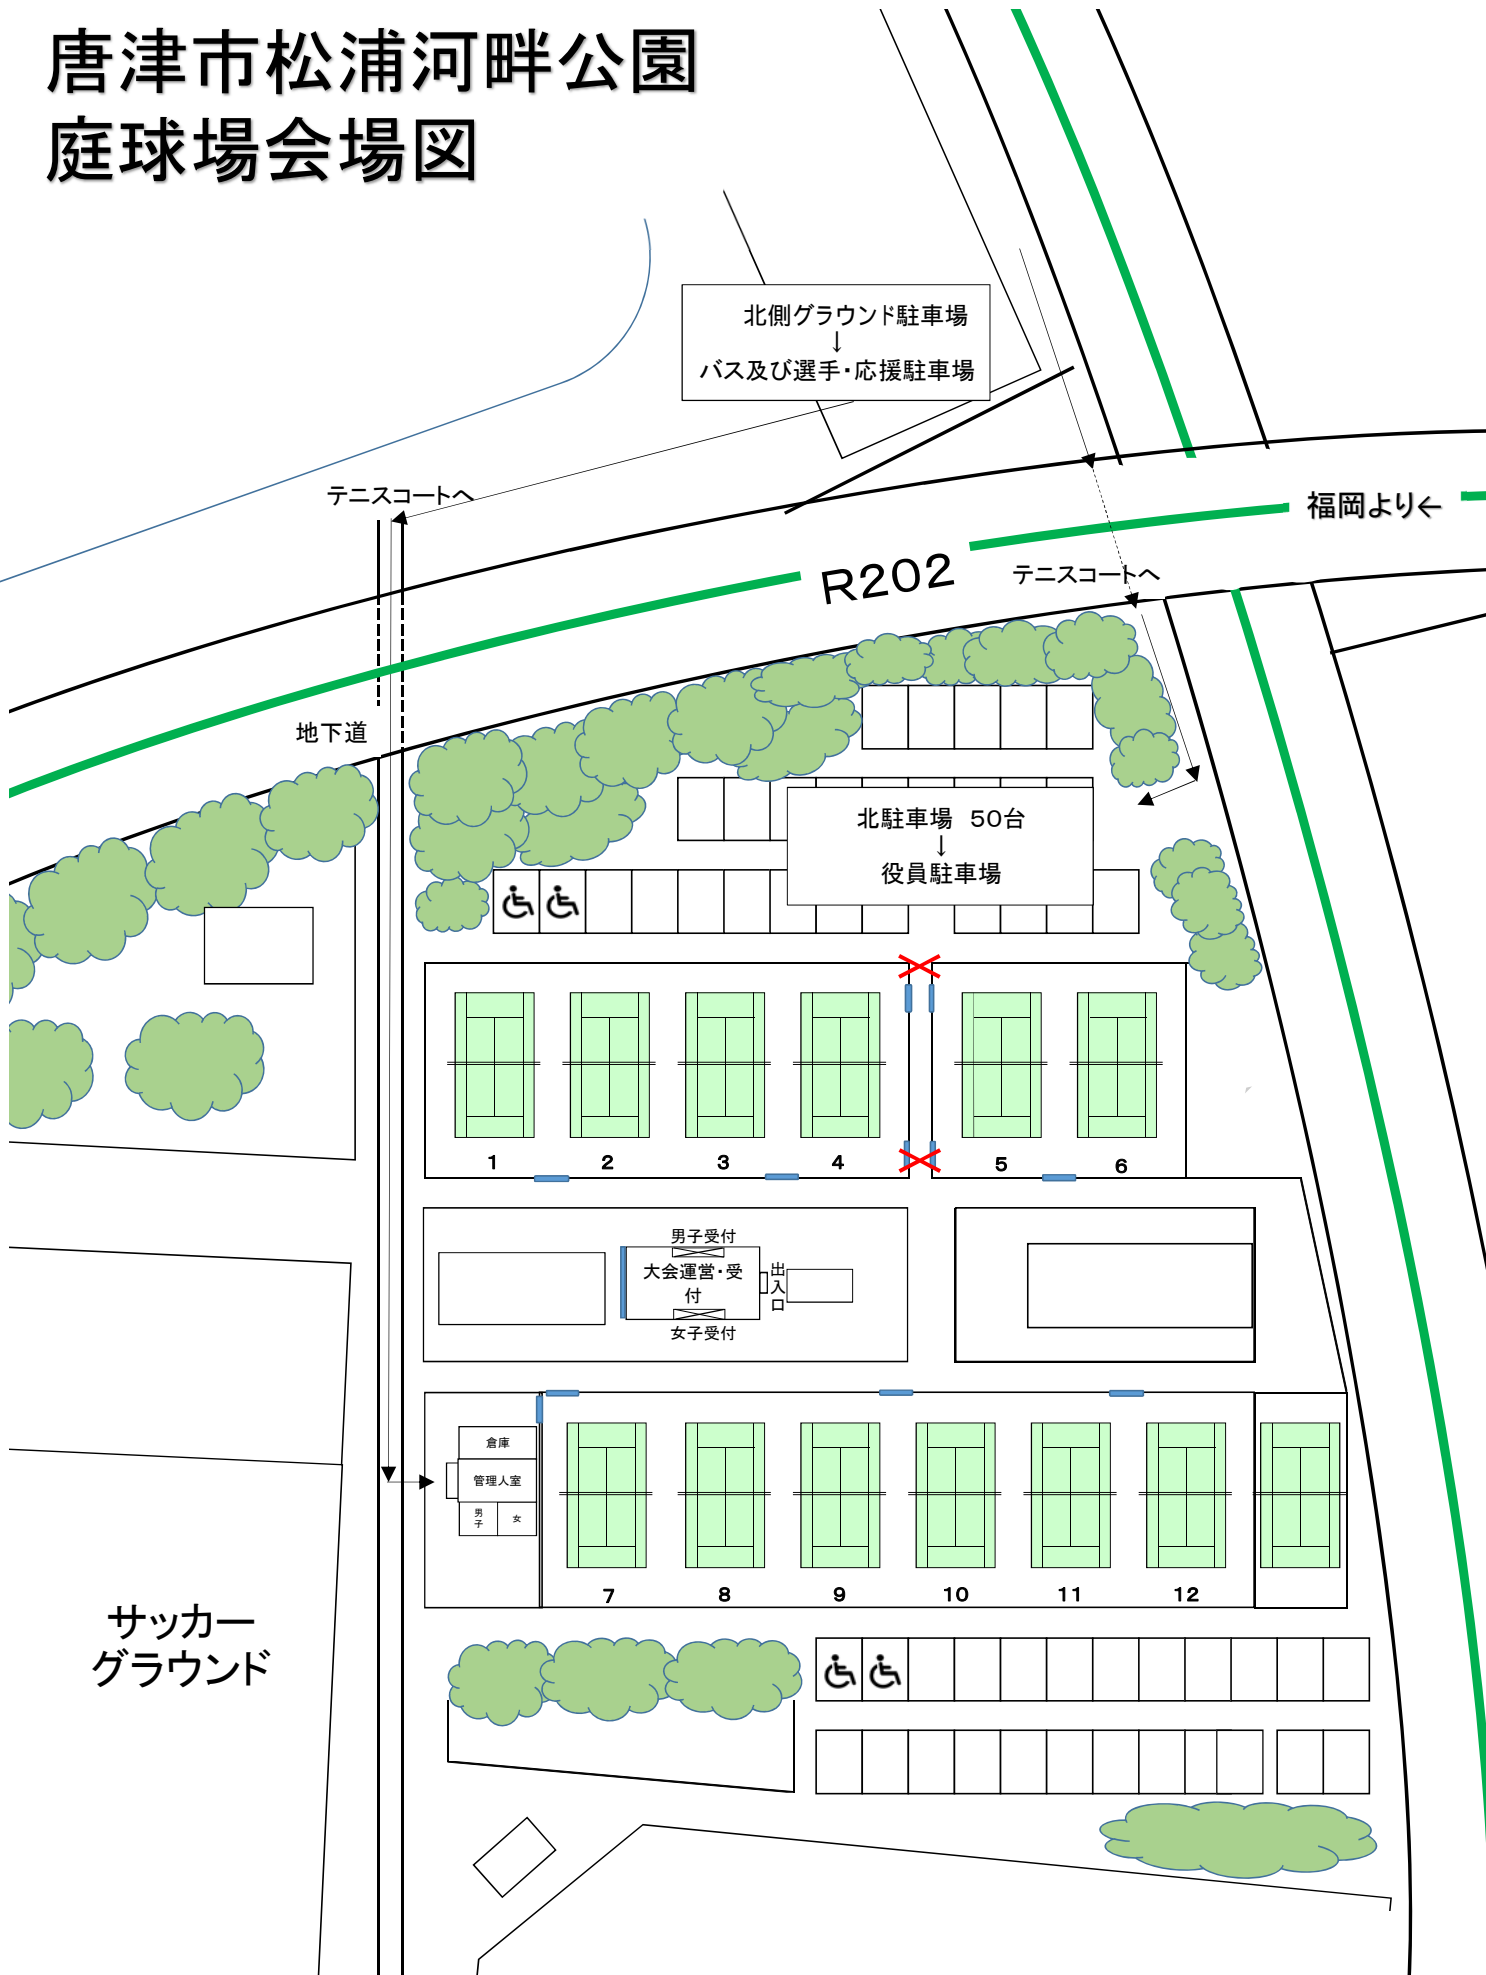 唐津市松浦河畔公園
庭球場会場図
北側グラウンド駐車場
↓
バス及び選手・応援駐車場
テニスコートへ
福岡より←
R202
テニスコートへ
地下道
北駐車場　50台
↓
役員駐車場
1
2
3
4
5
6
男子受付
大会運営・受
付
女子受付
出
入
口
倉庫
管理人室
男
子
女
7
8
9
10
11
12
サッカー
グラウンド